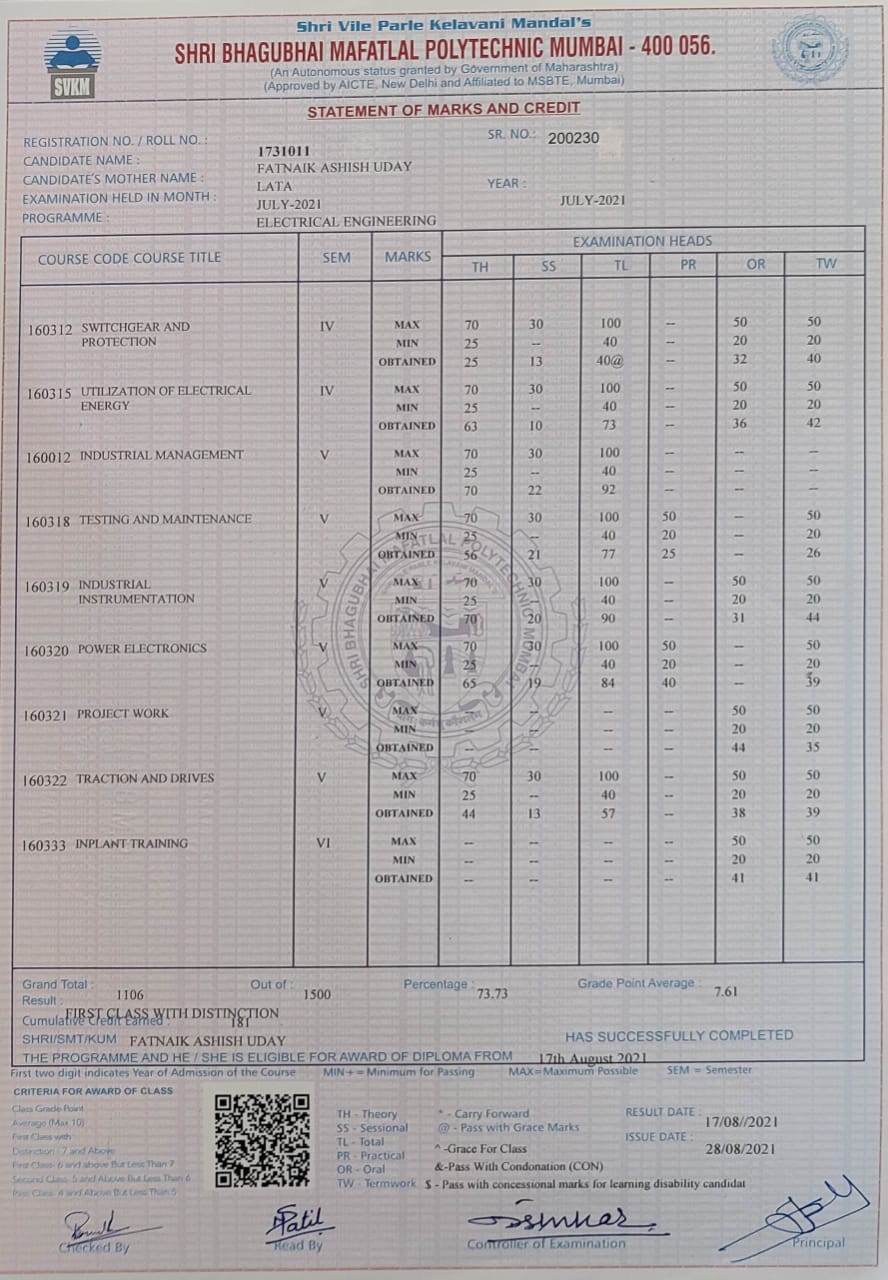 Shri Vile Parle Kelavani Mandal's
SHRI BHAGUBHAI MAFATLAL POLYTECHNIC MUMBAI - 400 056.
(An Autonomous status granted by Government of Maharashtra)
(Approved by AICTE, New Delhi and Affiliated to MSBTE, Mumbai)
SVKM
STATEMENT OF MARKS AND CREDIT
REGISTRATION NO. / ROLL NO. : 1731011 SR. NO.: 200230
CANDIDATE NAME : FATNAIK ASHISH UDAY
CANDIDATE'S MOTHER NAME : LATA YEAR : JULY-2021
EXAMINATION HELD IN MONTH : JULY-2021
PROGRAMME : ELECTRICAL ENGINEERING
COURSE CODE COURSE TITLE SEM MARKS EXAMINATION HEADS
TH SS TL PR OR TW
160312 SWITCHGEAR AND IV MAX 70 30 100 -- 50 50
PROTECTION MIN 25 -- 40 -- 20 20
OBTAINED 25 13 40@ -- 32 40
160315 UTILIZATION OF ELECTRICAL IV MAX 70 30 100 -- 50 50
ENERGY MIN 25 -- 40 -- 20 20
OBTAINED 63 10 73 -- 36 42
160012 INDUSTRIAL MANAGEMENT V MAX 70 30 100 -- -- --
MIN 25 -- 40 -- -- --
OBTAINED 70 22 92 -- -- --
160318 TESTING AND MAINTENANCE V MAX 70 30 100 50 -- 50
MIN 25 -- 40 20 -- 20
OBTAINED 56 21 77 25 -- 26
160319 INDUSTRIAL V MAX 70 30 100 -- 50 50
INSTRUMENTATION MIN 25 -- 40 -- 20 20
OBTAINED 70 20 90 -- 31 44
160320 POWER ELECTRONICS V MAX 70 30 100 50 -- 50
MIN 25 -- 40 20 -- 20
OBTAINED 65 19 84 40 -- 39
160321 PROJECT WORK V MAX -- -- -- -- 50 50
MIN -- -- -- -- 20 20
OBTAINED -- -- -- -- 44 35
160322 TRACTION AND DRIVES V MAX 70 30 100 -- 50 50
MIN 25 -- 40 -- 20 20
OBTAINED 44 13 57 -- 38 39
160333 INPLANT TRAINING VI MAX -- -- -- -- 50 50
MIN -- -- -- -- 20 20
OBTAINED -- -- -- -- 41 41
SHRI BHAGUBHAI MAFATLAL POLYTECHNIC MUMBAI
Grand Total : 1106 Out of : 1500 Percentage : 73.73 Grade Point Average : 7.61
Result : FIRST CLASS WITH DISTINCTION
Cumulative Credit Earned : 181
SHRI/SMT/KUM FATNAIK ASHISH UDAY HAS SUCCESSFULLY COMPLETED
THE PROGRAMME AND HE / SHE IS ELIGIBLE FOR AWARD OF DIPLOMA FROM 17th August 2021
First two digit indicates Year of Admission of the Course MIN+ = Minimum for Passing MAX=Maximum Possible SEM = Semester
CRITERIA FOR AWARD OF CLASS
Class Grade Point
Average (Max 10)
First Class with
Distinction : 7 and Above
First Class- 6 and above But Less Than 7
Second Class- 5 and Above But Less Than 6
Pass Class- 4 and Above But Less Than 5
TH - Theory * - Carry Forward
SS - Sessional @ - Pass with Grace Marks
TL - Total
PR - Practical ^ -Grace For Class
OR - Oral &-Pass With Condonation (CON)
TW - Termwork $ - Pass with concessional marks for learning disability candidat
RESULT DATE : 17/08//2021
ISSUE DATE : 28/08/2021
Checked By Read By Controller of Examination Principal